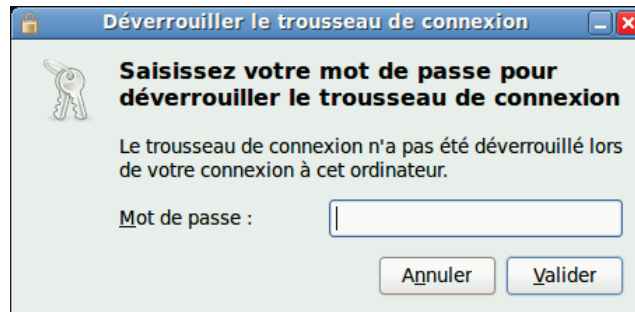 Déverrouiller le trousseau de connexion
Saisissez votre mot de passe pour
déverrouiller le trousseau de connexion
Le trousseau de connexion n'a pas été déverrouillé lors
de votre connexion à cet ordinateur.
Mot de passe :
Annuler
Valider